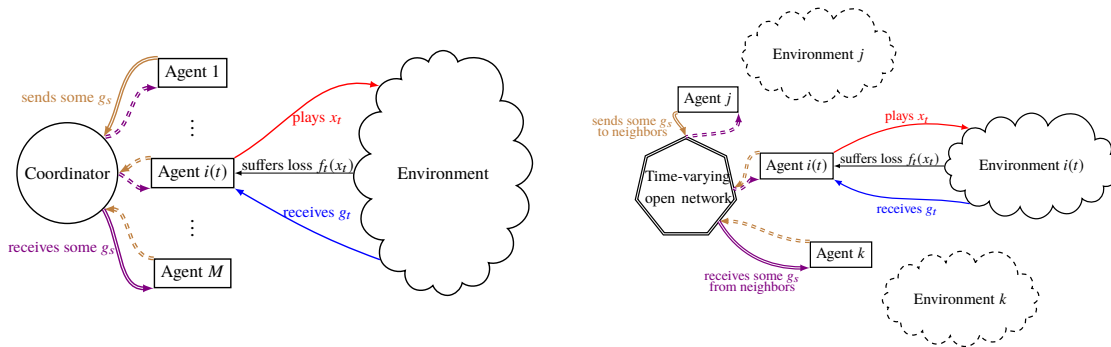 Agent 1
sends some g_s
plays x_t
Coordinator
Agent i(t)
suffers loss f_t(x_t)
Environment
receives g_t
receives some g_s
Agent M
Environment j
Agent j
sends some g_s
to neighbors
plays x_t
Time-varying
open network
Agent i(t)
suffers loss f_t(x_t)
Environment i(t)
receives g_t
Agent k
receives some g_s
from neighbors
Environment k